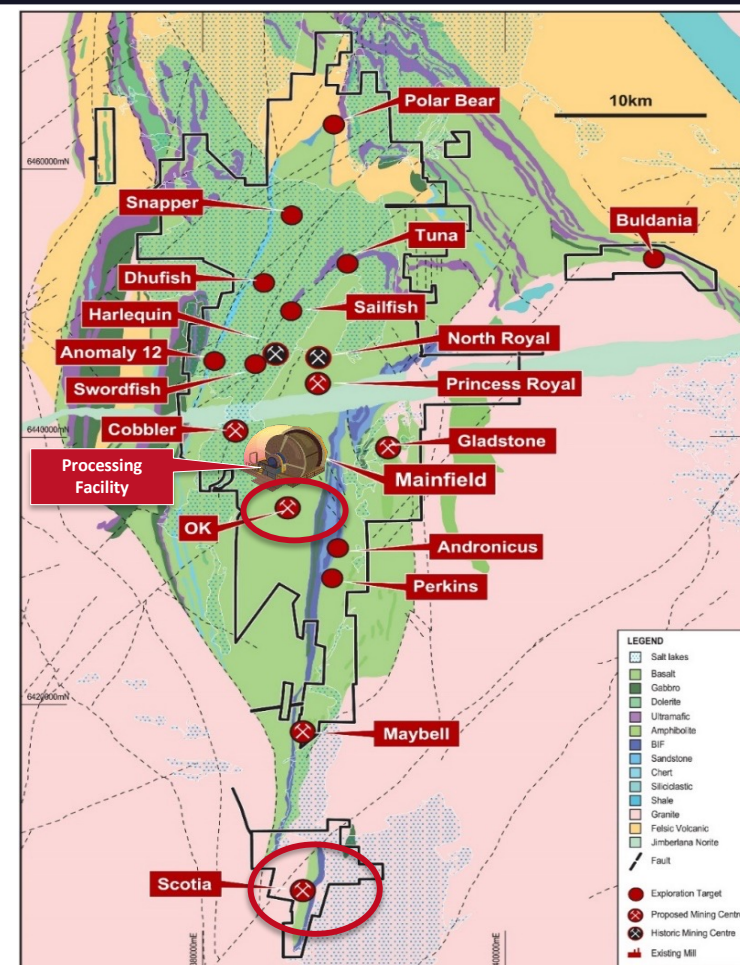 Polar Bear
10km
6460000mN
Snapper
Buldania
Tuna
Dhufish
Harlequin
Sailfish
Anomaly 12
North Royal
Swordfish
Princess Royal
Cobbler
6440000mN
Gladstone
Processing
Facility
Mainfield
OK
Andronicus
Perkins
6420000mN
Maybell
Scotia
LEGEND
Salt lakes
Basalt
Gabbro
Dolerite
Ultramafic
Amphibolite
BIF
Sandstone
Chert
Siliciclastic
Shale
Granite
Felsic Volcanic
Jimberlana Norite
Fault
Exploration Target
Proposed Mining Centre
Historic Mining Centre
Existing Mill